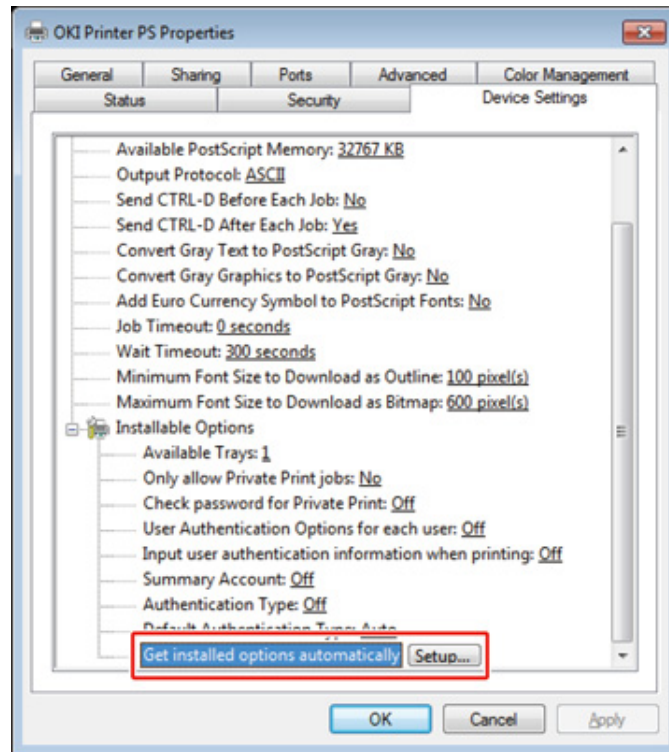 OKI Printer PS Properties
General Sharing Ports Advanced Color Management
Status Security Device Settings
Available PostScript Memory: 32767 KB
Output Protocol: ASCII
Send CTRL-D Before Each Job: No
Send CTRL-D After Each Job: Yes
Convert Gray Text to PostScript Gray: No
Convert Gray Graphics to PostScript Gray: No
Add Euro Currency Symbol to PostScript Fonts: No
Job Timeout: 0 seconds
Wait Timeout: 300 seconds
Minimum Font Size to Download as Outline: 100 pixel(s)
Maximum Font Size to Download as Bitmap: 600 pixel(s)
Installable Options
Available Trays: 1
Only allow Private Print jobs: No
Check password for Private Print: Off
User Authentication Options for each user: Off
Input user authentication information when printing: Off
Summary Account: Off
Authentication Type: Off
Default Authentication Type: Auto
Get installed options automatically Setup...
OK Cancel Apply